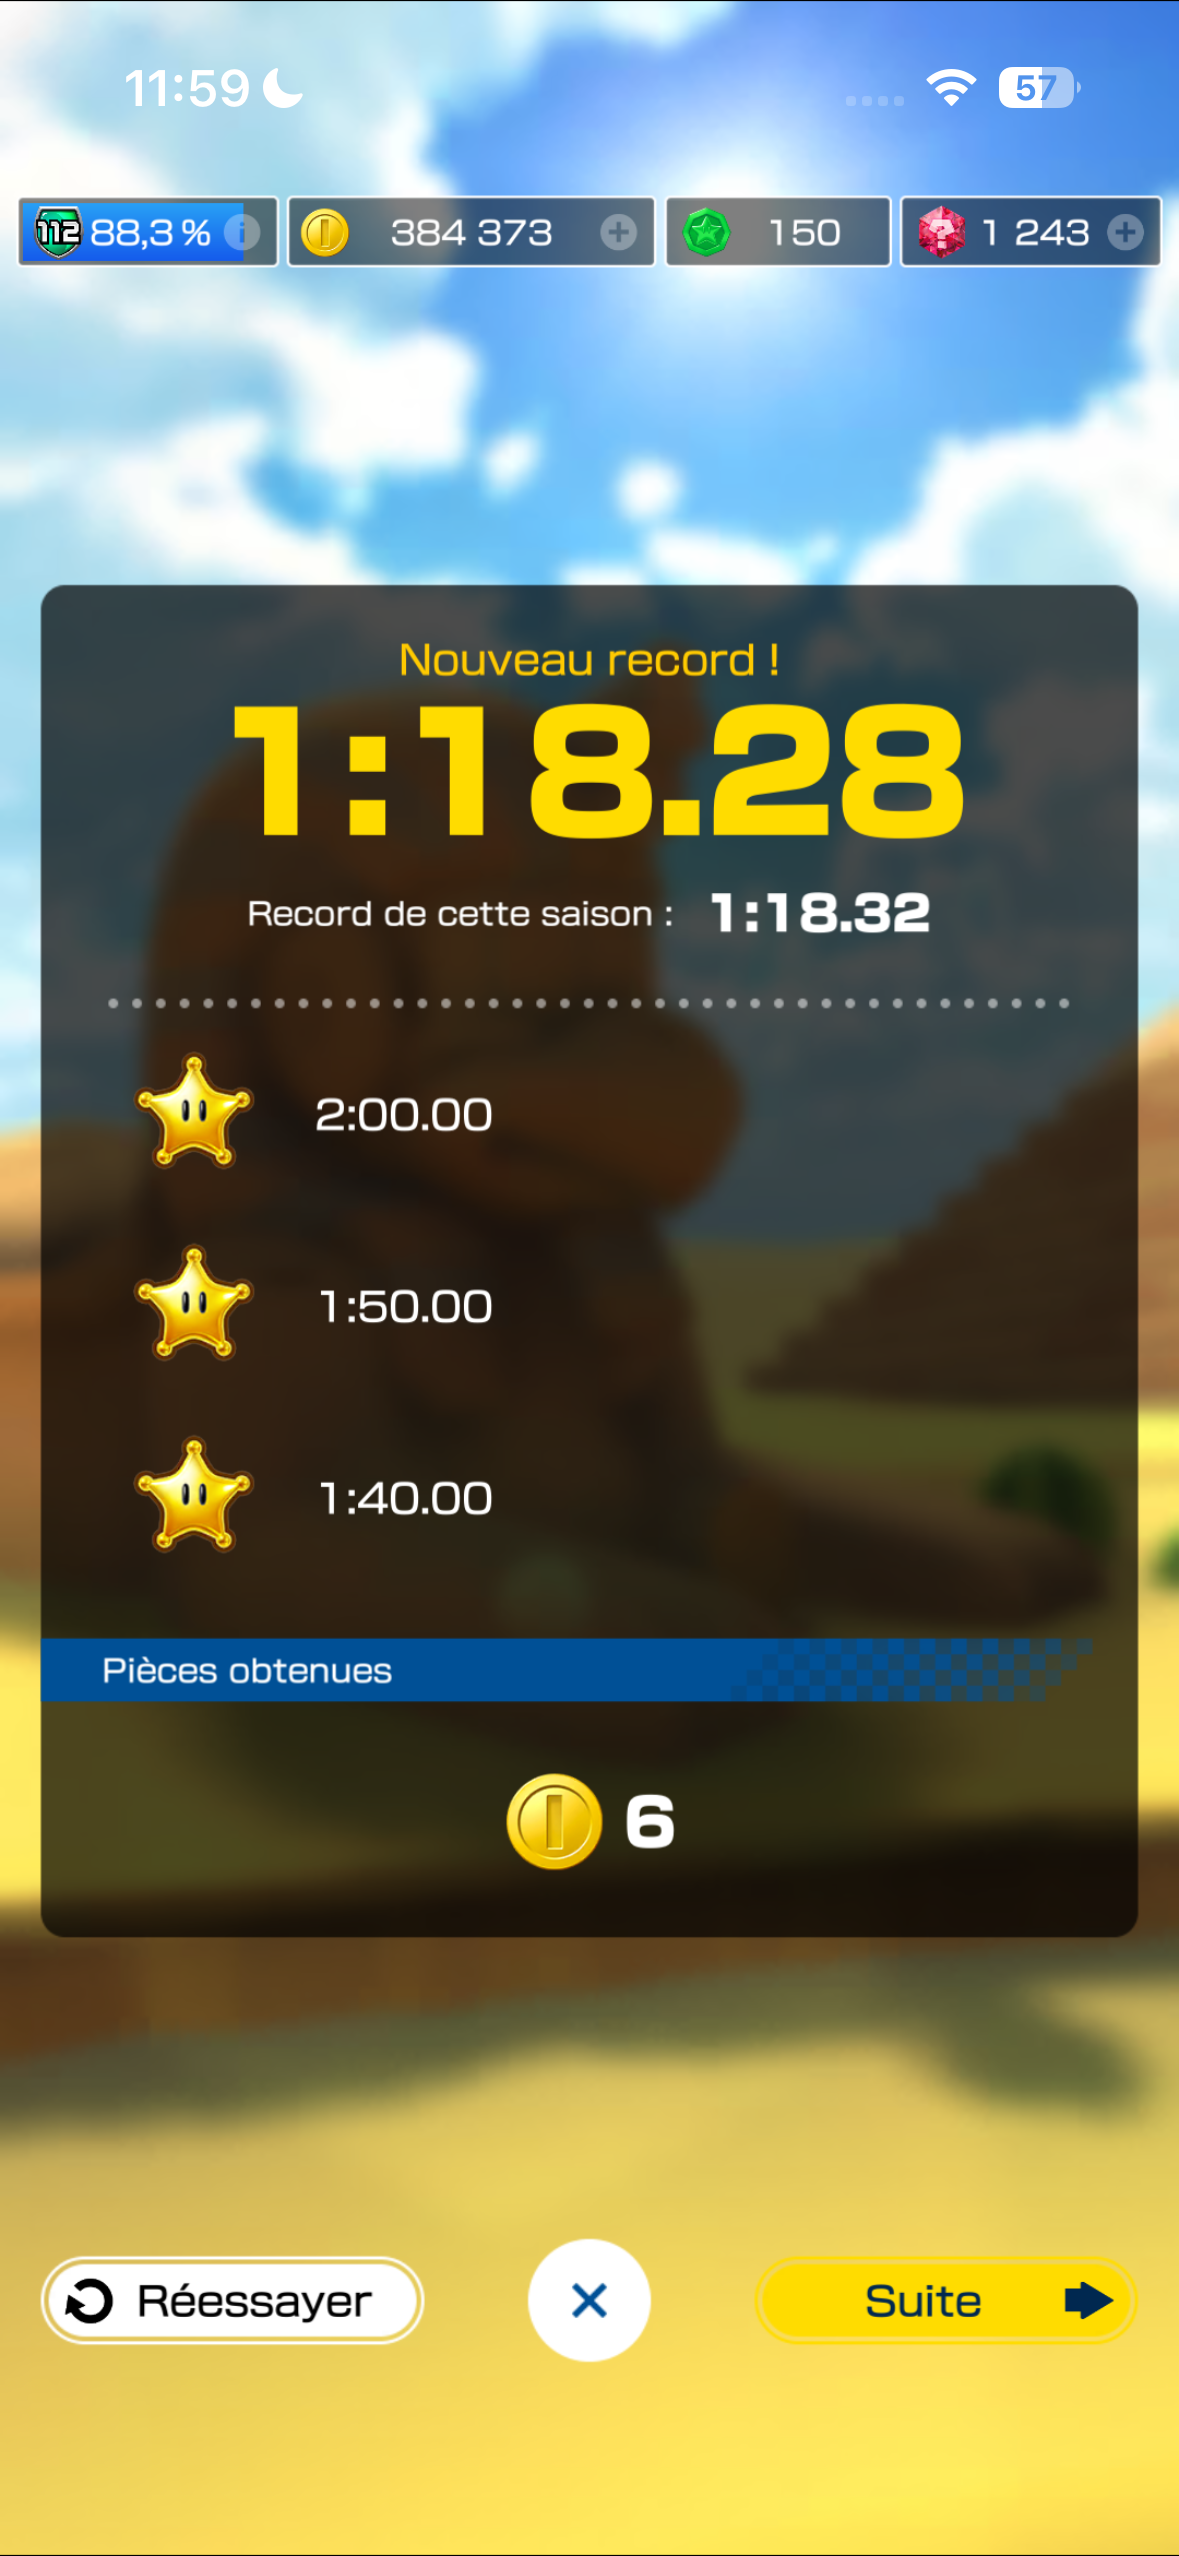 11:59
57
112 88,3 % i 384 373 + 150 ? 1 243 +
Nouveau record !
1:18.28
Record de cette saison : 1:18.32
2:00.00
1:50.00
1:40.00
Pièces obtenues
6
Réessayer × Suite